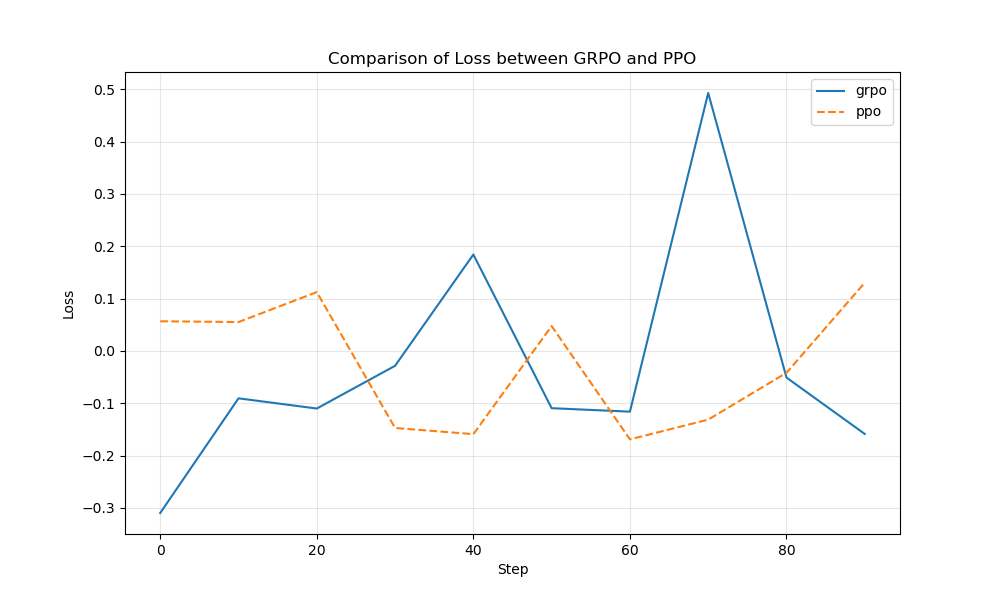 Comparison of Loss between GRPO and PPO
grpo
ppo
0.5
0.4
0.3
0.2
0.1
0.0
−0.1
−0.2
−0.3
Loss
0 20 40 60 80
Step